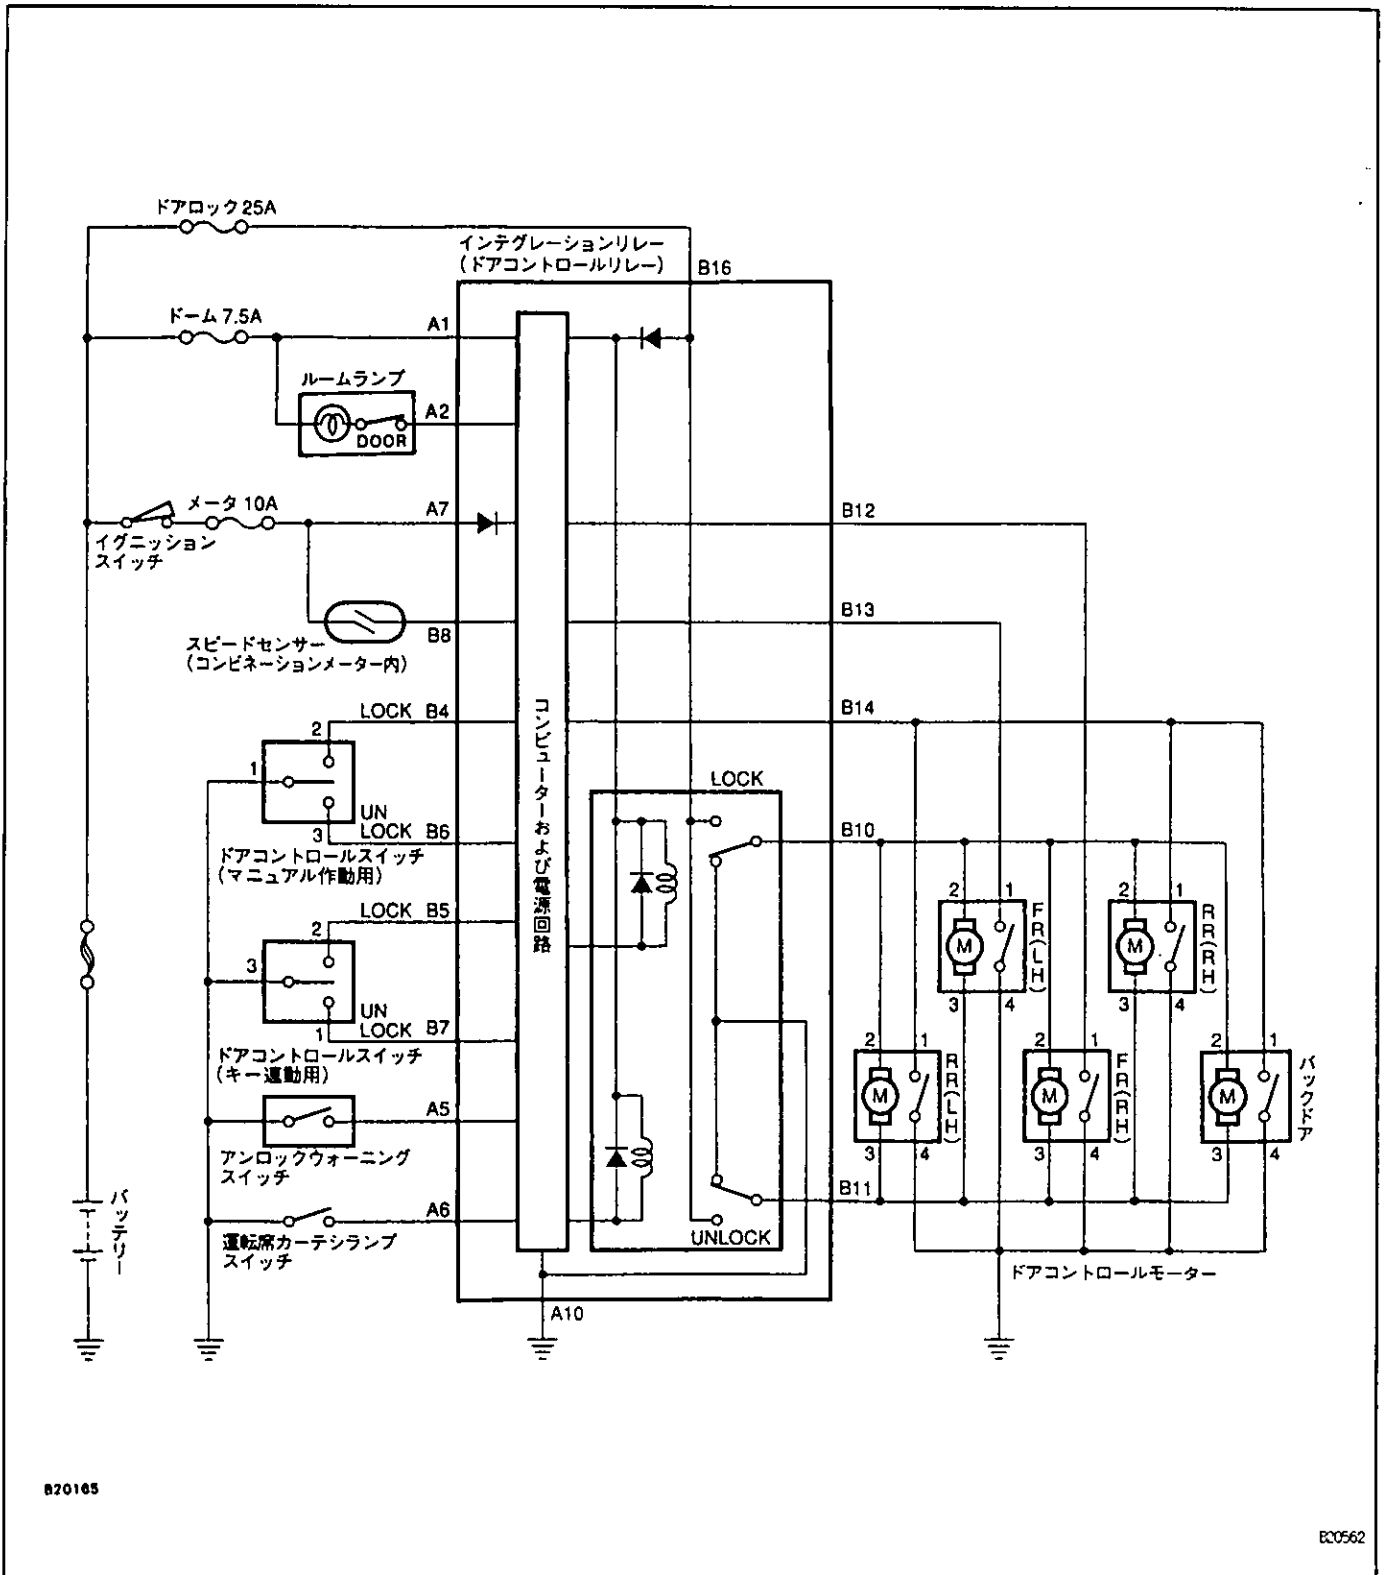 ドアロック 25A
インテグレーションリレー
(ドアコントロールリレー)
B16
ドーム 7.5A
A1
ルームランプ
A2
DOOR
メータ 10A
A7
イグニッション
スイッチ
B12
B13
スピードセンサー
(コンビネーションメーター内)
B8
コンピューターおよび電源回路
LOCK B4
2
1
3
UN
LOCK B6
ドアコントロールスイッチ
(マニュアル作動用)
B14
LOCK
B10
LOCK B5
2
3
1
UN
LOCK B7
ドアコントロールスイッチ
(キー連動用)
2 1
M
3 4
FR(LH)
2 1
M
3 4
RR(RH)
2 1
M
3 4
RR(LH)
2 1
M
3 4
FR(RH)
2 1
M
3 4
バックドア
A5
アンロックウォーニング
スイッチ
B11
A6
運転席カーテシランプ
スイッチ
UNLOCK
バッテリー
ドアコントロールモーター
A10
B20165
B20562